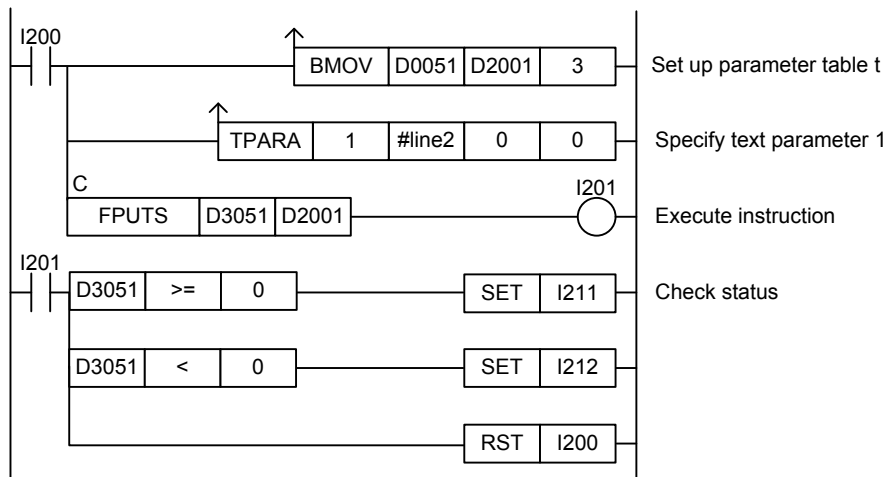 I200
BMOV D0051 D2001 3 Set up parameter table t
TPARA 1 #line2 0 0 Specify text parameter 1
C I201
FPUTS D3051 D2001 Execute instruction
I201
D3051 >= 0 SET I211 Check status
D3051 < 0 SET I212
RST I200